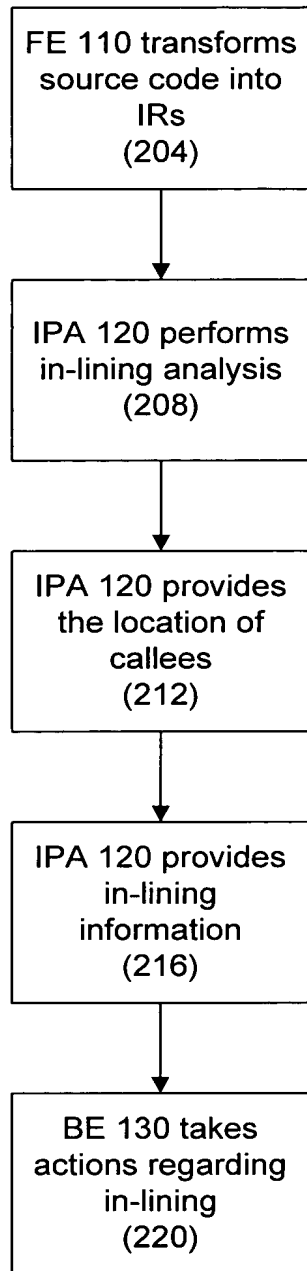 FE 110 transforms
source code into
IRs
(204)
IPA 120 performs
in-lining analysis
(208)
IPA 120 provides
the location of
callees
(212)
IPA 120 provides
in-lining
information
(216)
BE 130 takes
actions regarding
in-lining
(220)